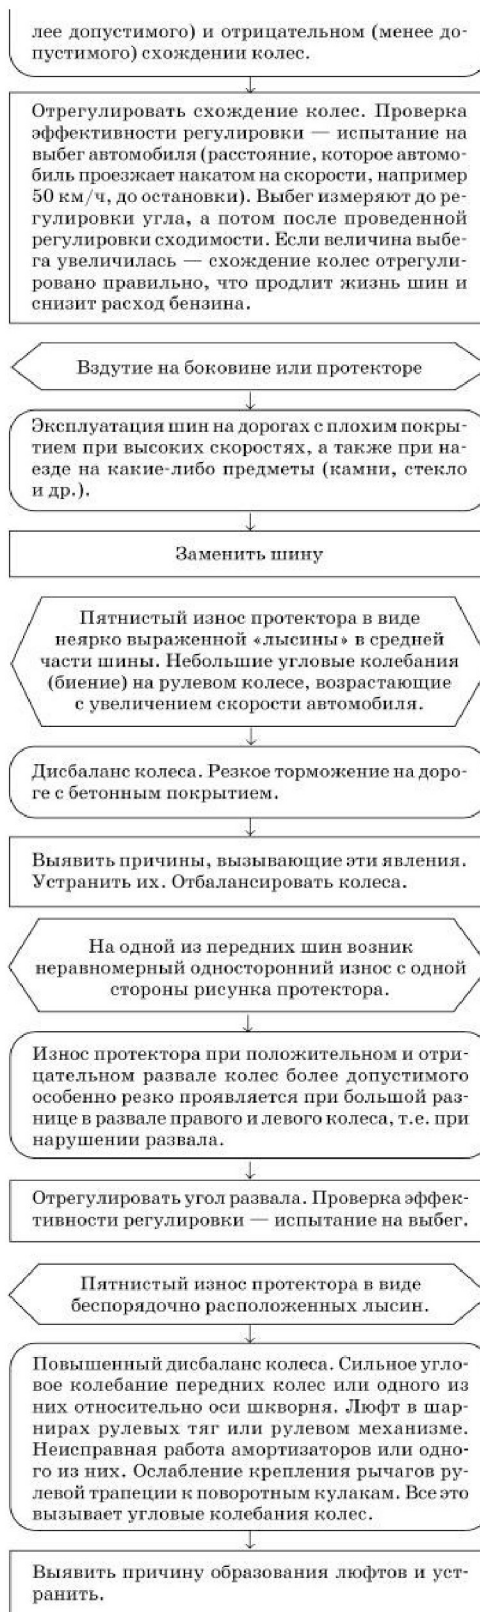 лее допустимого) и отрицательном (менее до-
пустимого) схождении колес.
Отрегулировать схождение колес. Проверка
эффективности регулировки — испытание на
выбег автомобиля (расстояние, которое автомо-
биль проезжает накатом на скорости, например
50 км/ч, до остановки). Выбег измеряют до ре-
гулировки угла, а потом после проведенной
регулировки сходимости. Если величина выбе-
га увеличилась — схождение колес отрегули-
ровано правильно, что продлит жизнь шин и
снизит расход бензина.
Вздутие на боковине или протекторе
Эксплуатация шин на дорогах с плохим покры-
тием при высоких скоростях, а также при на-
езде на какие-либо предметы (камни, стекло
и др.).
Заменить шину
Пятнистый износ протектора в виде
неярко выраженной «лысины» в средней
части шины. Небольшие угловые колебания
(биение) на рулевом колесе, возрастающие
с увеличением скорости автомобиля.
Дисбаланс колеса. Резкое торможение на доро-
ге с бетонным покрытием.
Выявить причины, вызывающие эти явления.
Устранить их. Отбалансировать колеса.
На одной из передних шин возник
неравномерный односторонний износ с одной
стороны рисунка протектора.
Износ протектора при положительном и отри-
цательном развале колес более допустимого
особенно резко проявляется при большой раз-
нице в развале правого и левого колеса, т.е. при
нарушении развала.
Отрегулировать угол развала. Проверка эффек-
тивности регулировки — испытание на выбег.
Пятнистый износ протектора в виде
беспорядочно расположенных лысин.
Повышенный дисбаланс колеса. Сильное угло-
вое колебание передних колес или одного из
них относительно оси шкворня. Люфт в шар-
нирах рулевых тяг или рулевом механизме.
Неисправная работа амортизаторов или одно-
го из них. Ослабление крепления рычагов ру-
левой трапеции к поворотным кулакам. Все это
вызывает угловые колебания колес.
Выявить причину образования люфтов и уст-
ранить.